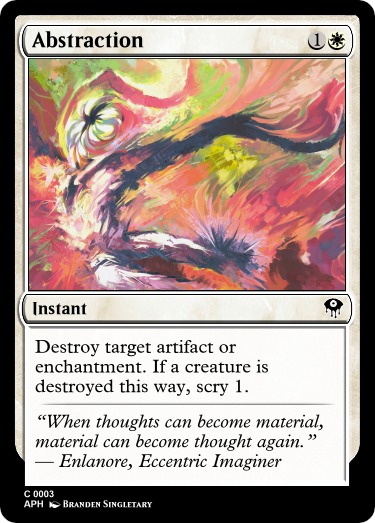 Abstraction
1
Instant
Destroy target artifact or
enchantment. If a creature is
destroyed this way, scry 1.
“When thoughts can become material,
material can become thought again.”
— Enlanore, Eccentric Imaginer
C 0003
APH BRANDEN SINGLETARY